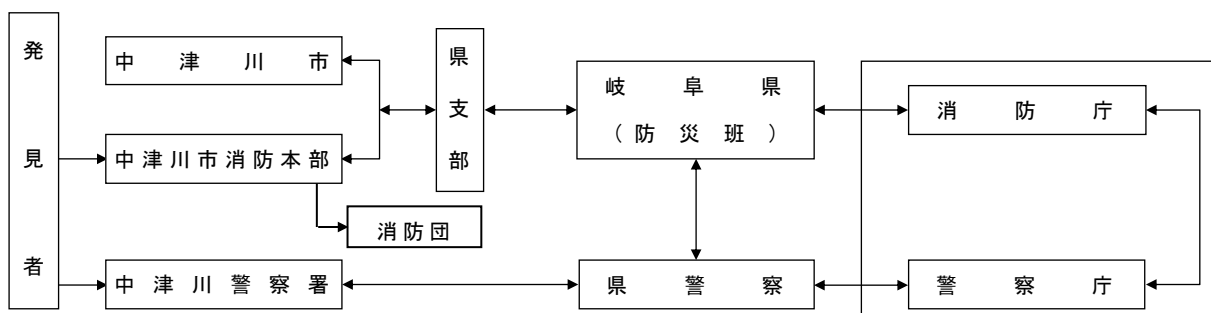 発見者
中津川市
県支部
岐阜県
（防災班）
消防庁
中津川市消防本部
消防団
中津川警察署
県警察
警察庁